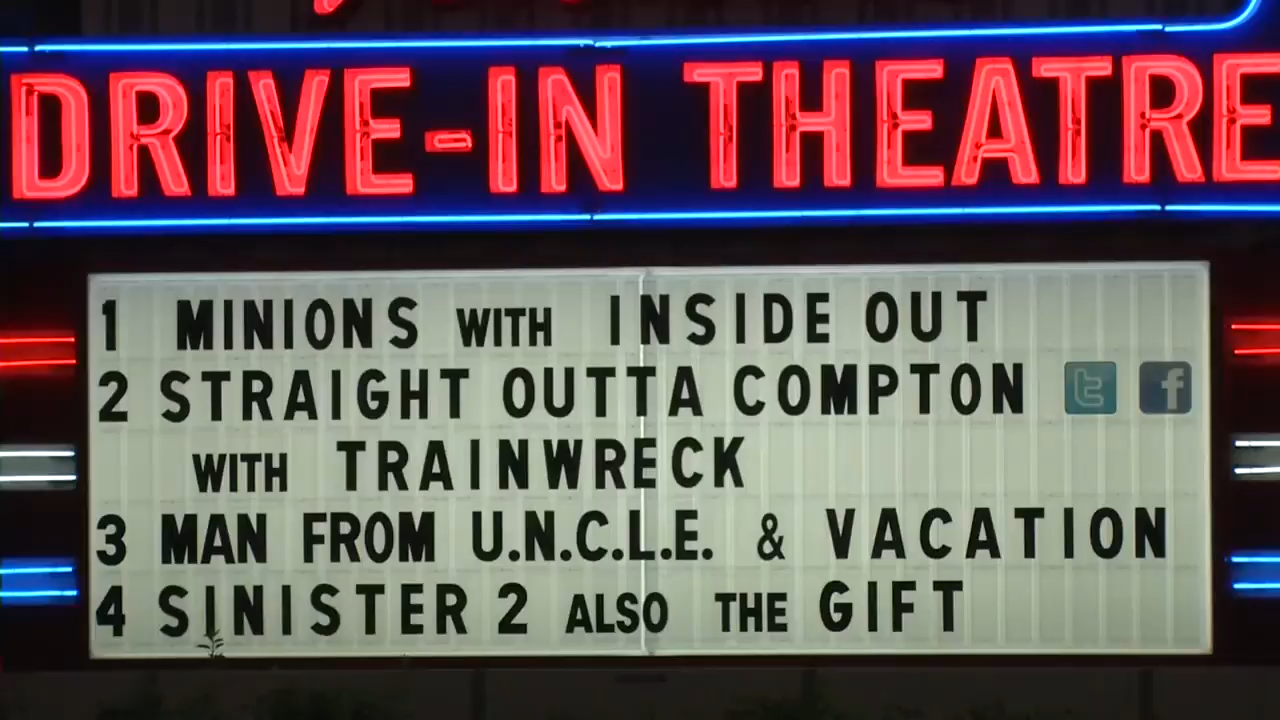 DRIVE-IN THEATRE
1 MINIONS WITH INSIDE OUT
2 STRAIGHT OUTTA COMPTON t f
WITH TRAINWRECK
3 MAN FROM U.N.C.L.E. & VACATION
4 SINISTER 2 ALSO THE GIFT